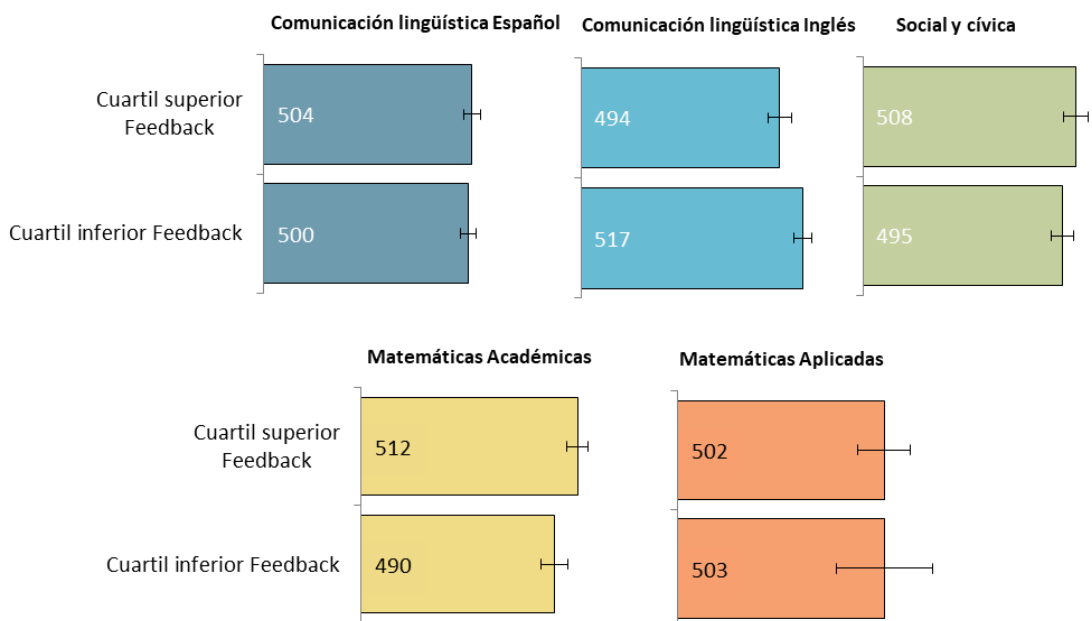 Comunicación lingüística Español
Comunicación lingüística Inglés
Social y cívica
Cuartil superior
Feedback
504
494
508
Cuartil inferior Feedback
500
517
495
Matemáticas Académicas
Matemáticas Aplicadas
Cuartil superior
Feedback
512
502
Cuartil inferior Feedback
490
503